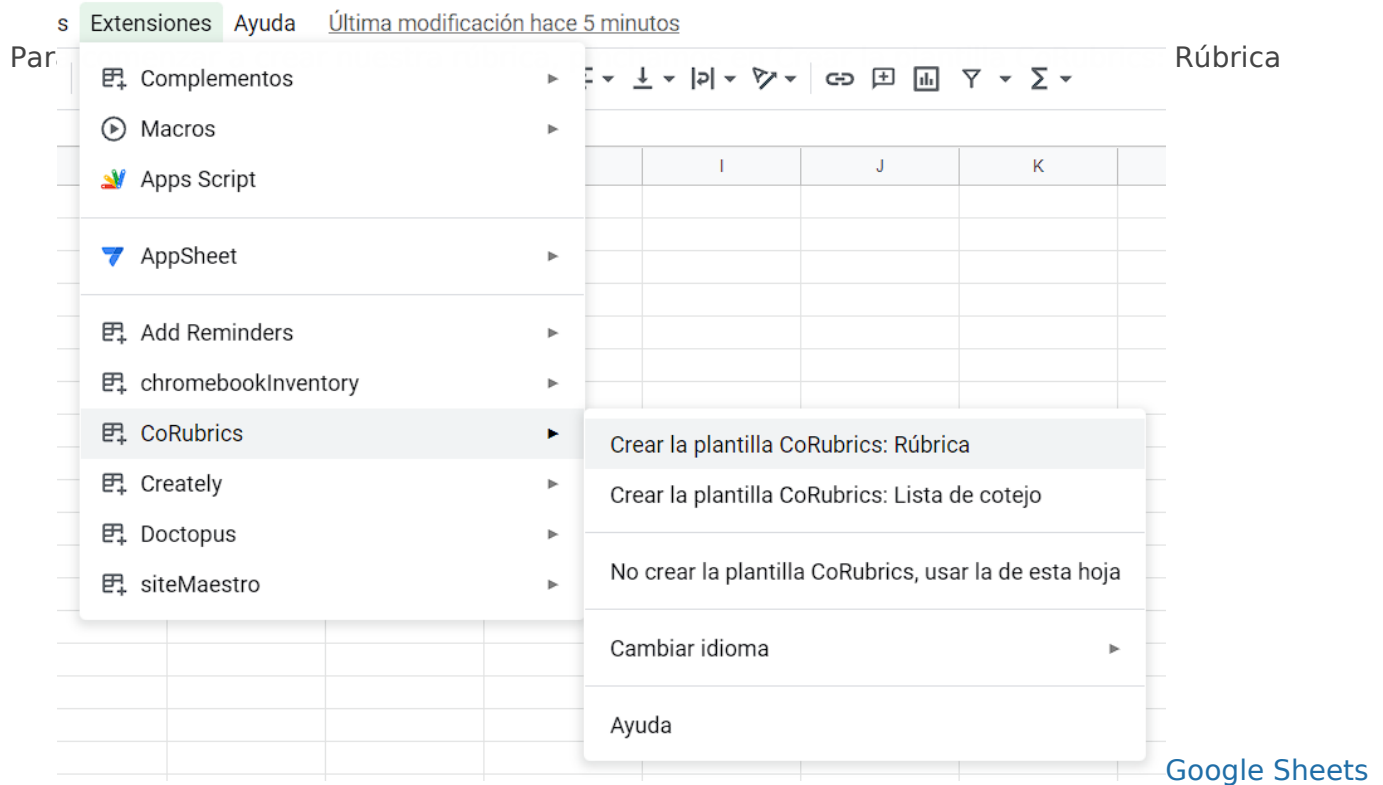 s Extensiones Ayuda Última modificación hace 5 minutos
Rúbrica
Complementos
Macros
Apps Script
I J K
AppSheet
Add Reminders
chromebookInventory
CoRubrics
Creately
Doctopus
siteMaestro
Crear la plantilla CoRubrics: Rúbrica
Crear la plantilla CoRubrics: Lista de cotejo
No crear la plantilla CoRubrics, usar la de esta hoja
Cambiar idioma
Ayuda
Google Sheets